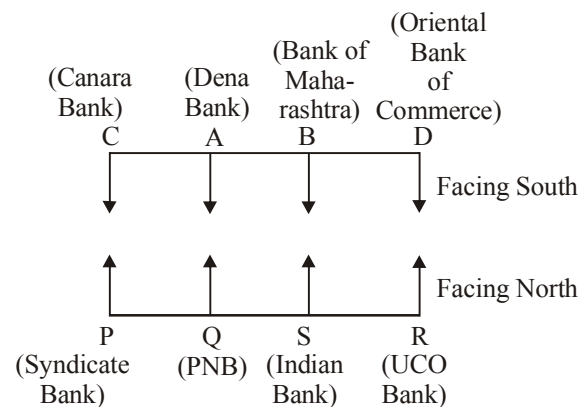 (Oriental
(Bank of Bank
(Canara (Dena Maha- of
Bank) Bank) rashtra) Commerce)
C A B D
Facing South
Facing North
P Q S R
(Syndicate (PNB) (Indian (UCO
Bank) Bank) Bank)